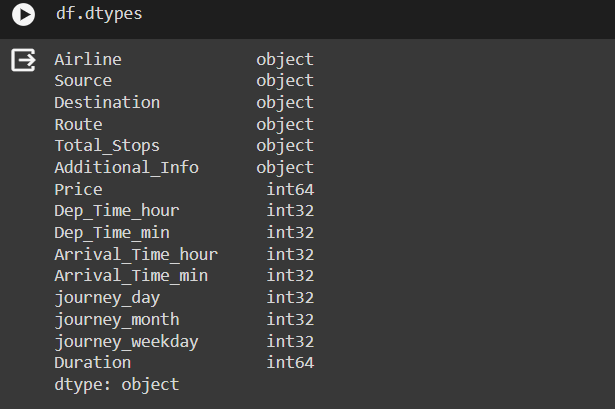 df.dtypes
Airline object
Source object
Destination object
Route object
Total_Stops object
Additional_Info object
Price int64
Dep_Time_hour int32
Dep_Time_min int32
Arrival_Time_hour int32
Arrival_Time_min int32
journey_day int32
journey_month int32
journey_weekday int32
Duration int64
dtype: object